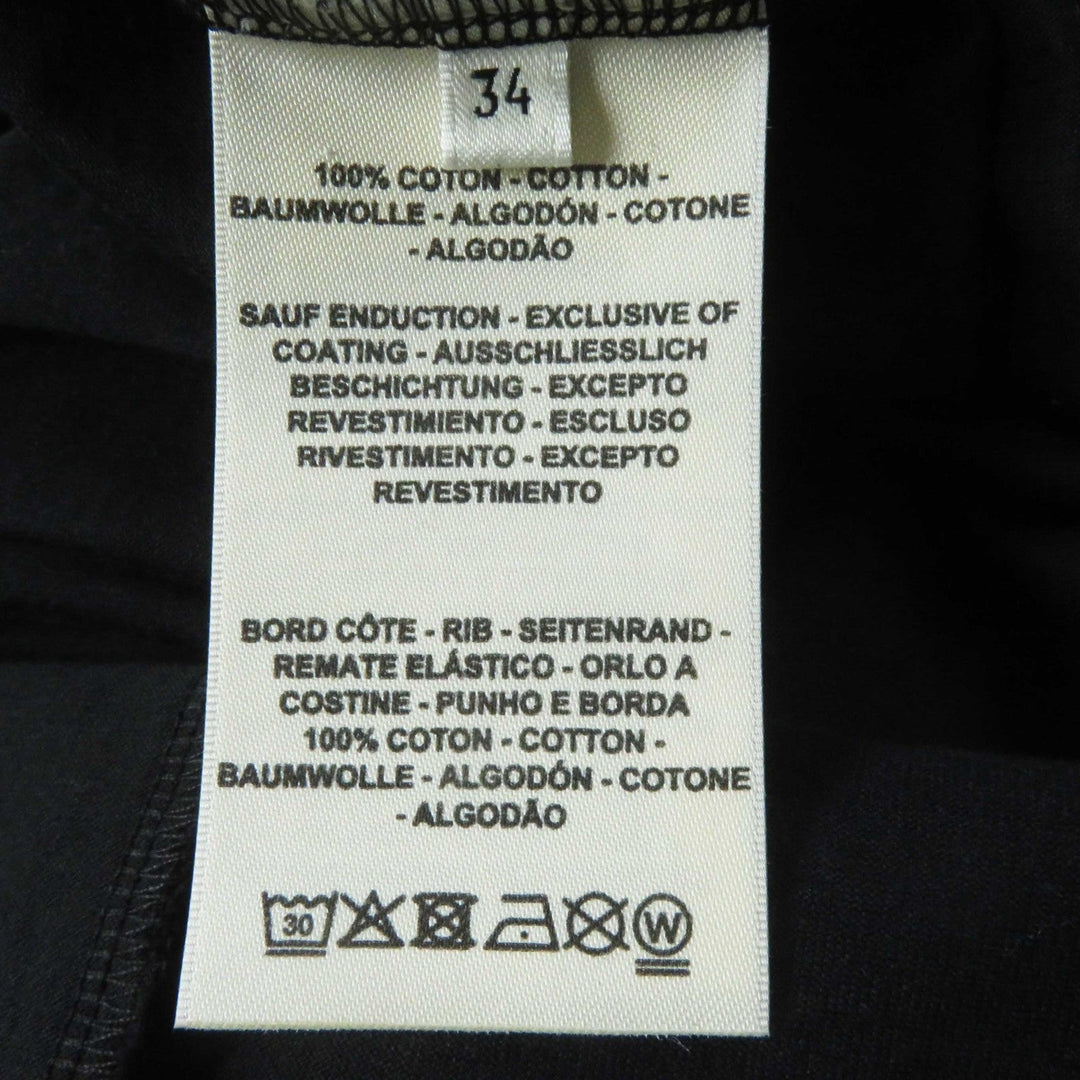 34
100% COTON - COTTON -
BAUMWOLLE - ALGODÓN - COTONE
- ALGODÃO
SAUF ENDUCTION - EXCLUSIVE OF
COATING - AUSSCHLIESSLICH
BESCHICHTUNG - EXCEPTO
REVESTIMIENTO - ESCLUSO
RIVESTIMENTO - EXCEPTO
REVESTIMENTO
BORD CÔTE - RIB - SEITENRAND -
REMATE ELÁSTICO - ORLO A
COSTINE - PUNHO E BORDA
100% COTON - COTTON -
BAUMWOLLE - ALGODÓN - COTONE
- ALGODÃO
30 W